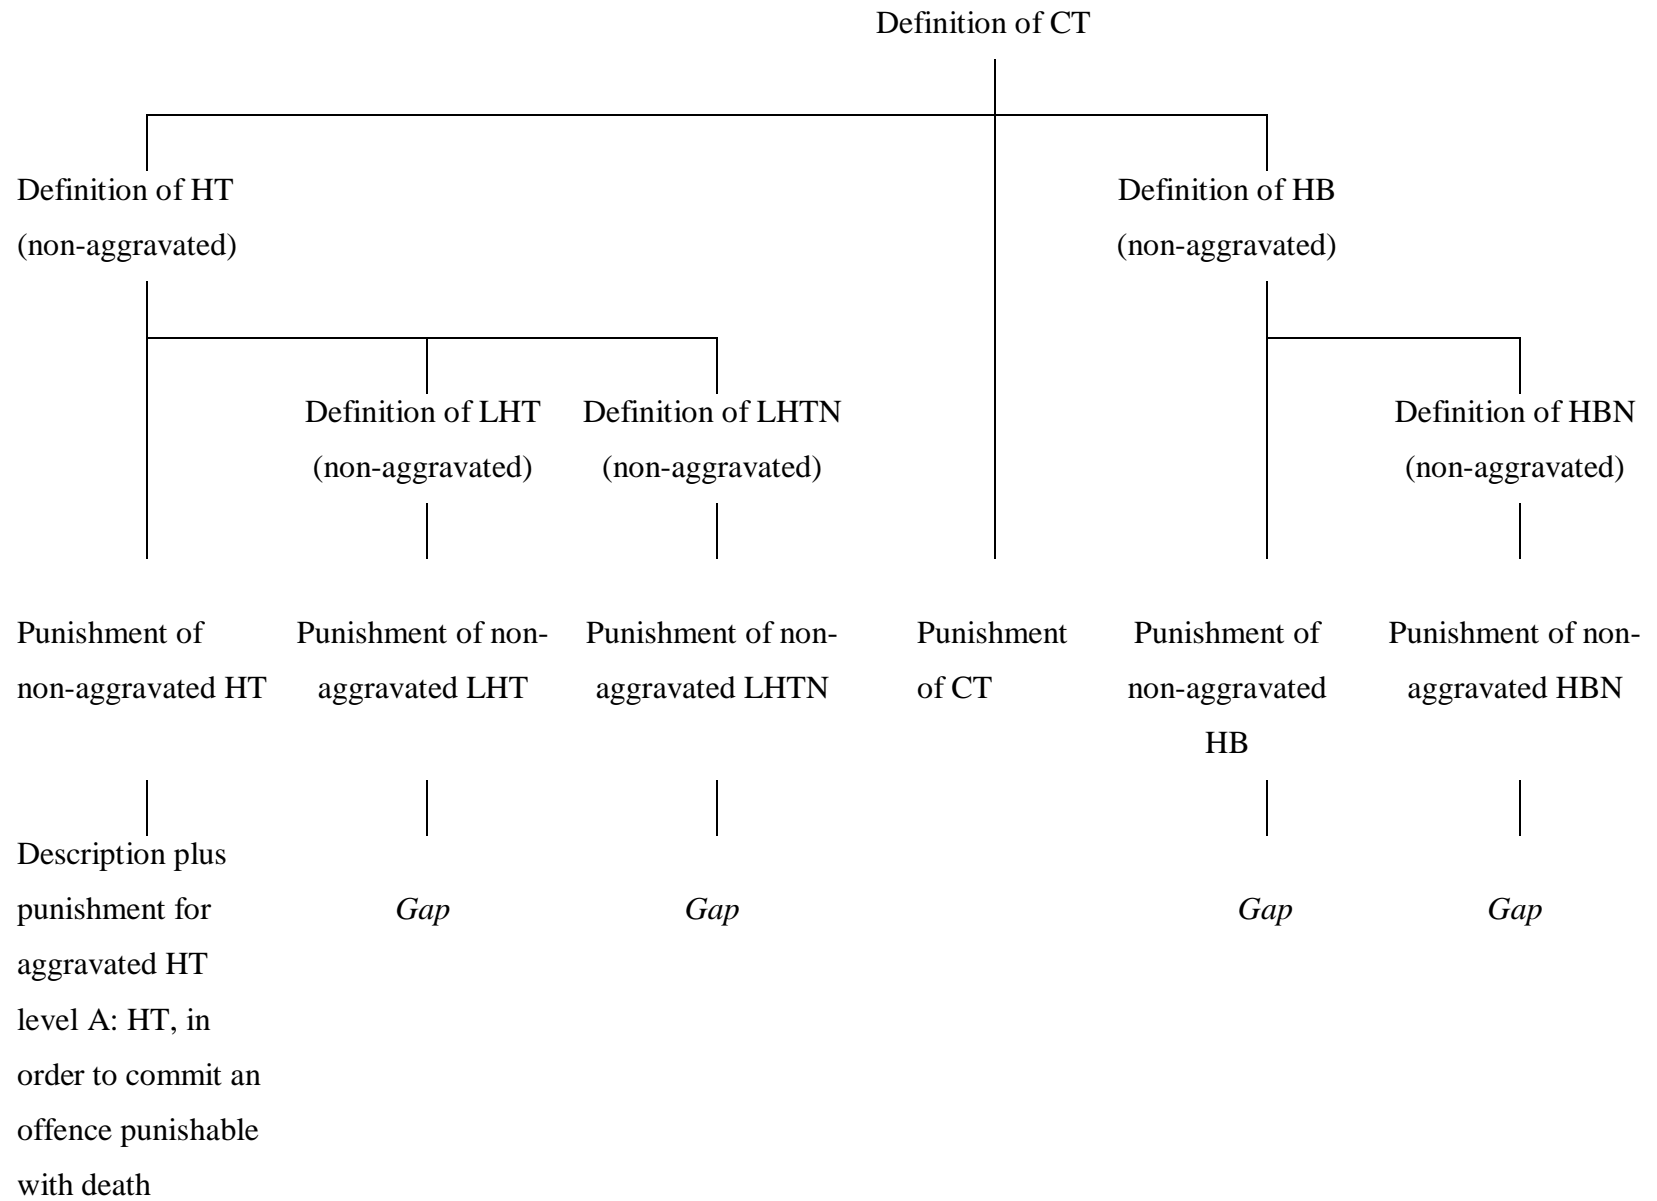 Definition of CT
Definition of HT
(non-aggravated)
Definition of HB
(non-aggravated)
Definition of LHT
(non-aggravated)
Definition of LHTN
(non-aggravated)
Definition of HBN
(non-aggravated)
Punishment of
non-aggravated HT
Punishment of non-
aggravated LHT
Punishment of non-
aggravated LHTN
Punishment
of CT
Punishment of
non-aggravated
HB
Punishment of non-
aggravated HBN
Description plus
punishment for
aggravated HT
level A: HT, in
order to commit an
offence punishable
with death
Gap
Gap
Gap
Gap